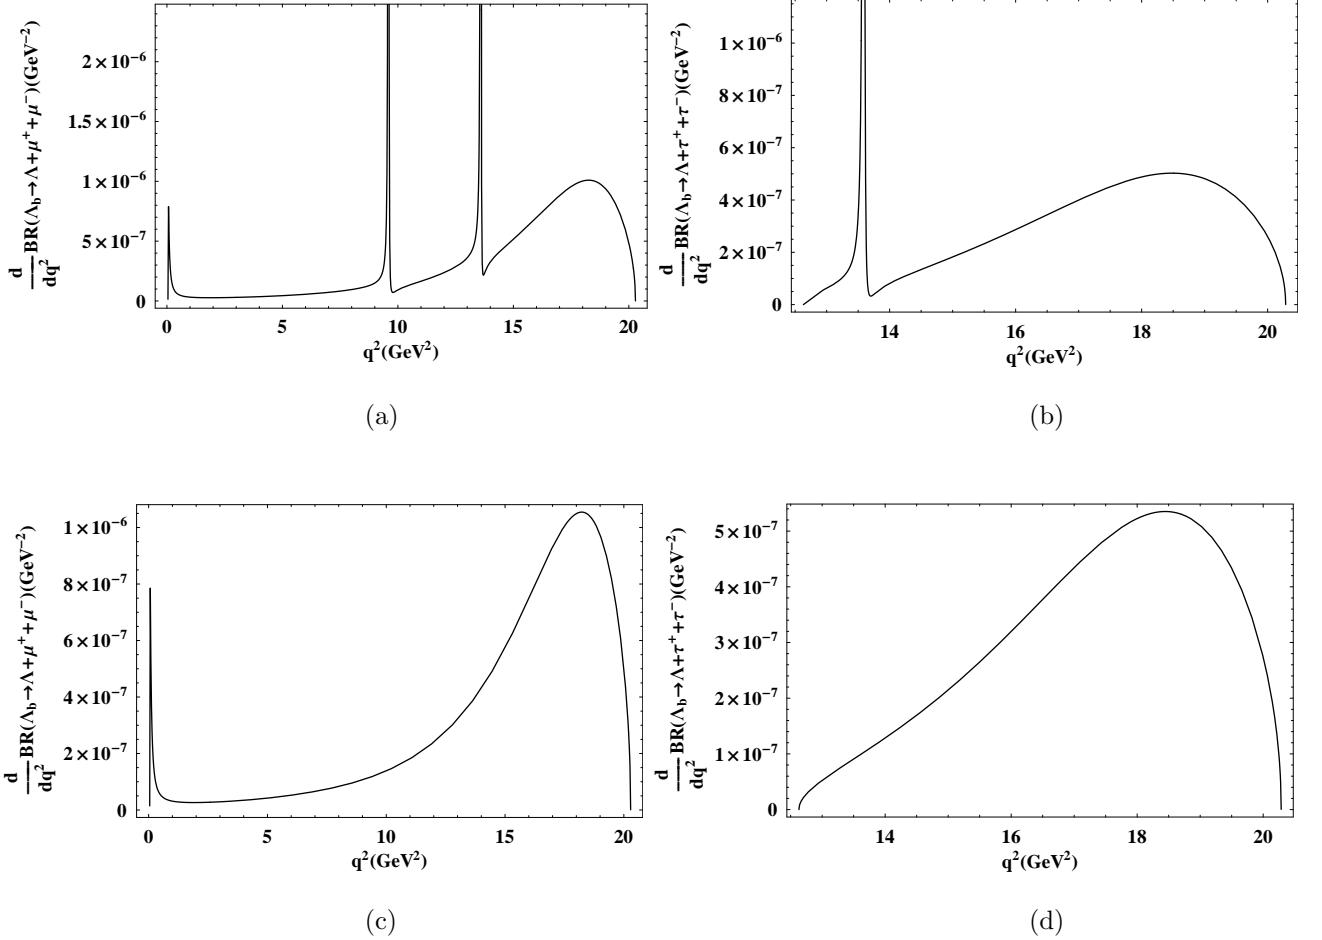 d/dq² BR(Λ_b→Λ+μ⁺+μ⁻)(GeV⁻²)
2×10⁻⁶
1.5×10⁻⁶
1×10⁻⁶
5×10⁻⁷
0
0 5 10 15 20
q²(GeV²)
(a)
d/dq² BR(Λ_b→Λ+τ⁺+τ⁻)(GeV⁻²)
1×10⁻⁶
8×10⁻⁷
6×10⁻⁷
4×10⁻⁷
2×10⁻⁷
0
14 16 18 20
q²(GeV²)
(b)
d/dq² BR(Λ_b→Λ+μ⁺+μ⁻)(GeV⁻²)
1×10⁻⁶
8×10⁻⁷
6×10⁻⁷
4×10⁻⁷
2×10⁻⁷
0
0 5 10 15 20
q²(GeV²)
(c)
d/dq² BR(Λ_b→Λ+τ⁺+τ⁻)(GeV⁻²)
5×10⁻⁷
4×10⁻⁷
3×10⁻⁷
2×10⁻⁷
1×10⁻⁷
0
14 16 18 20
q²(GeV²)
(d)